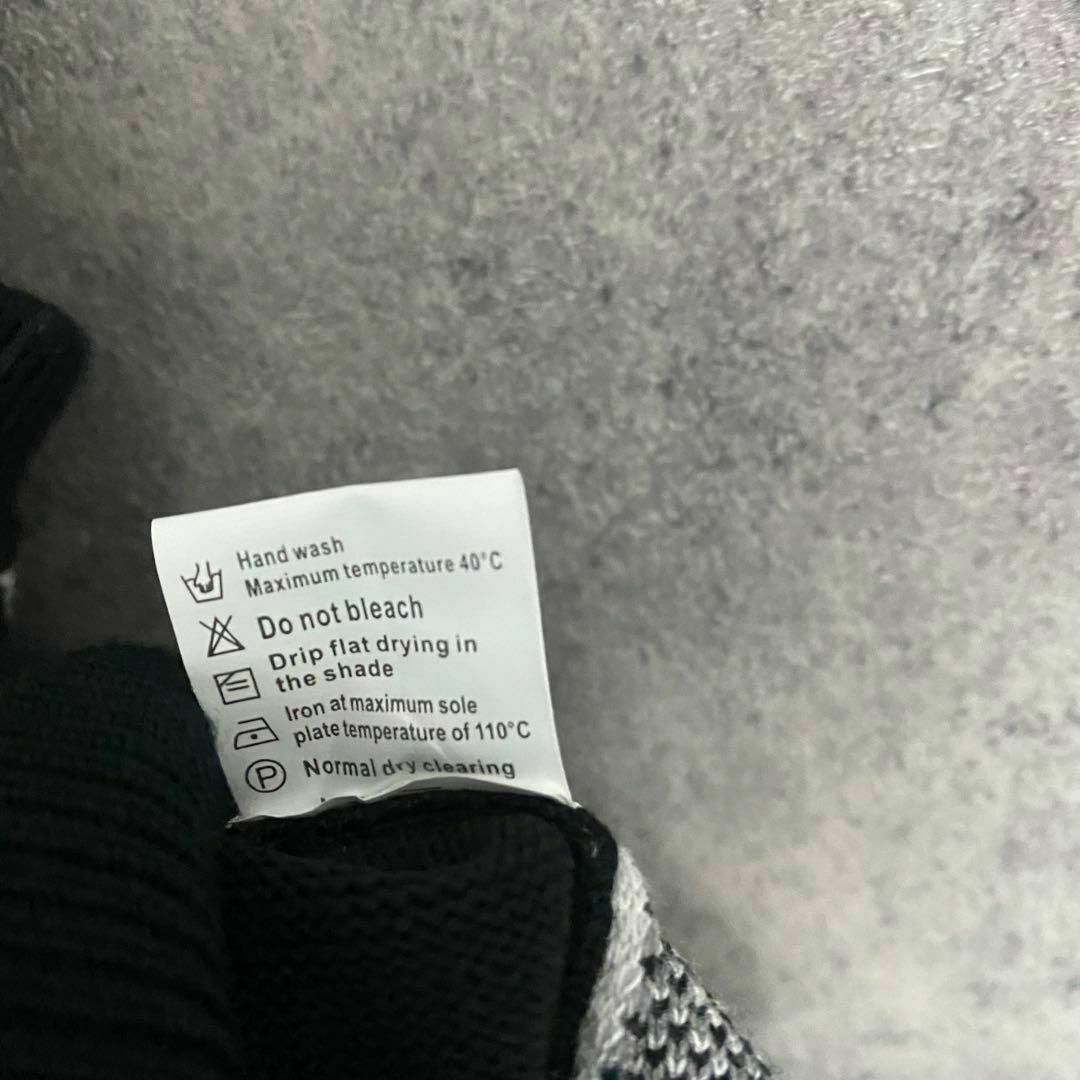 Hand wash
Maximum temperature 40°C
Do not bleach
Drip flat drying in
the shade
Iron at maximum sole
plate temperature of 110°C
P Normal dry clearing